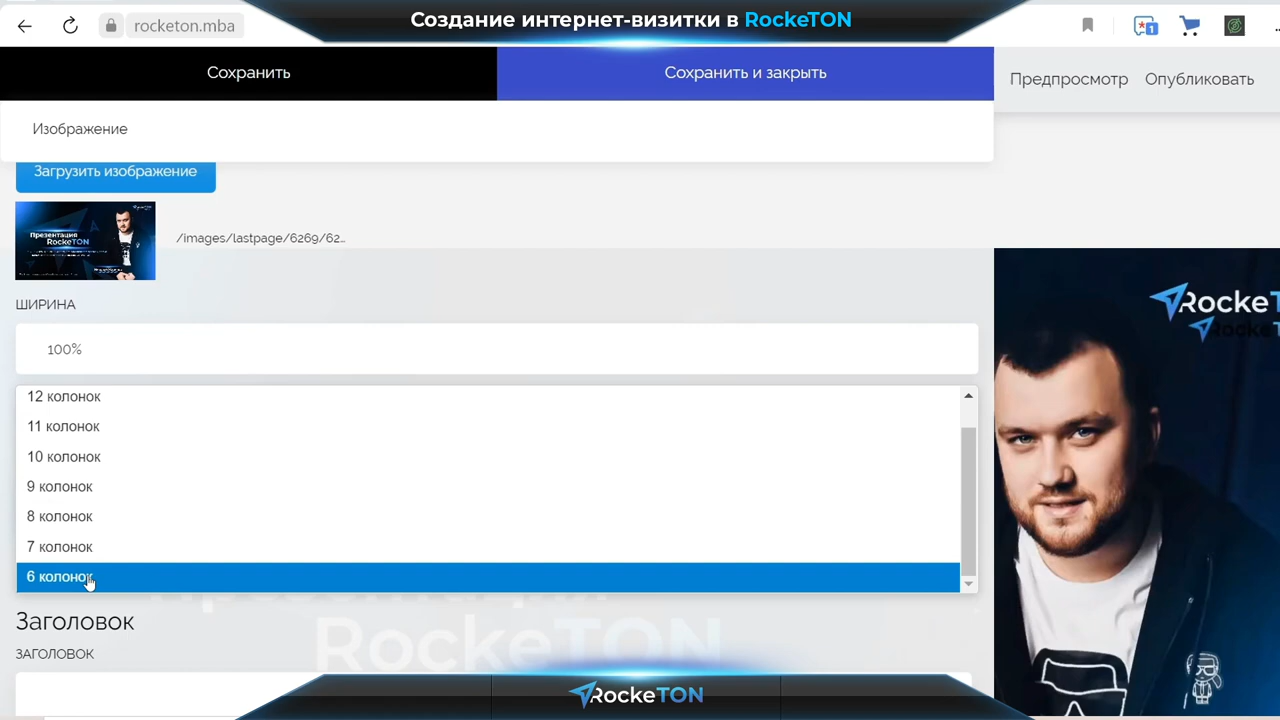 Создание интернет-визитки в RockeTON
rocketon.mba
1
Сохранить
Сохранить и закрыть
Предпросмотр
Опубликовать
Изображение
Загрузить изображение
Презентация
RockeTON
/images/lastpage/6269/62...
ШИРИНА
100%
12 колонок
11 колонок
10 колонок
9 колонок
8 колонок
7 колонок
6 колонок
Заголовок
ЗАГОЛОВОК
RockeTON
RockeT
RockeTON